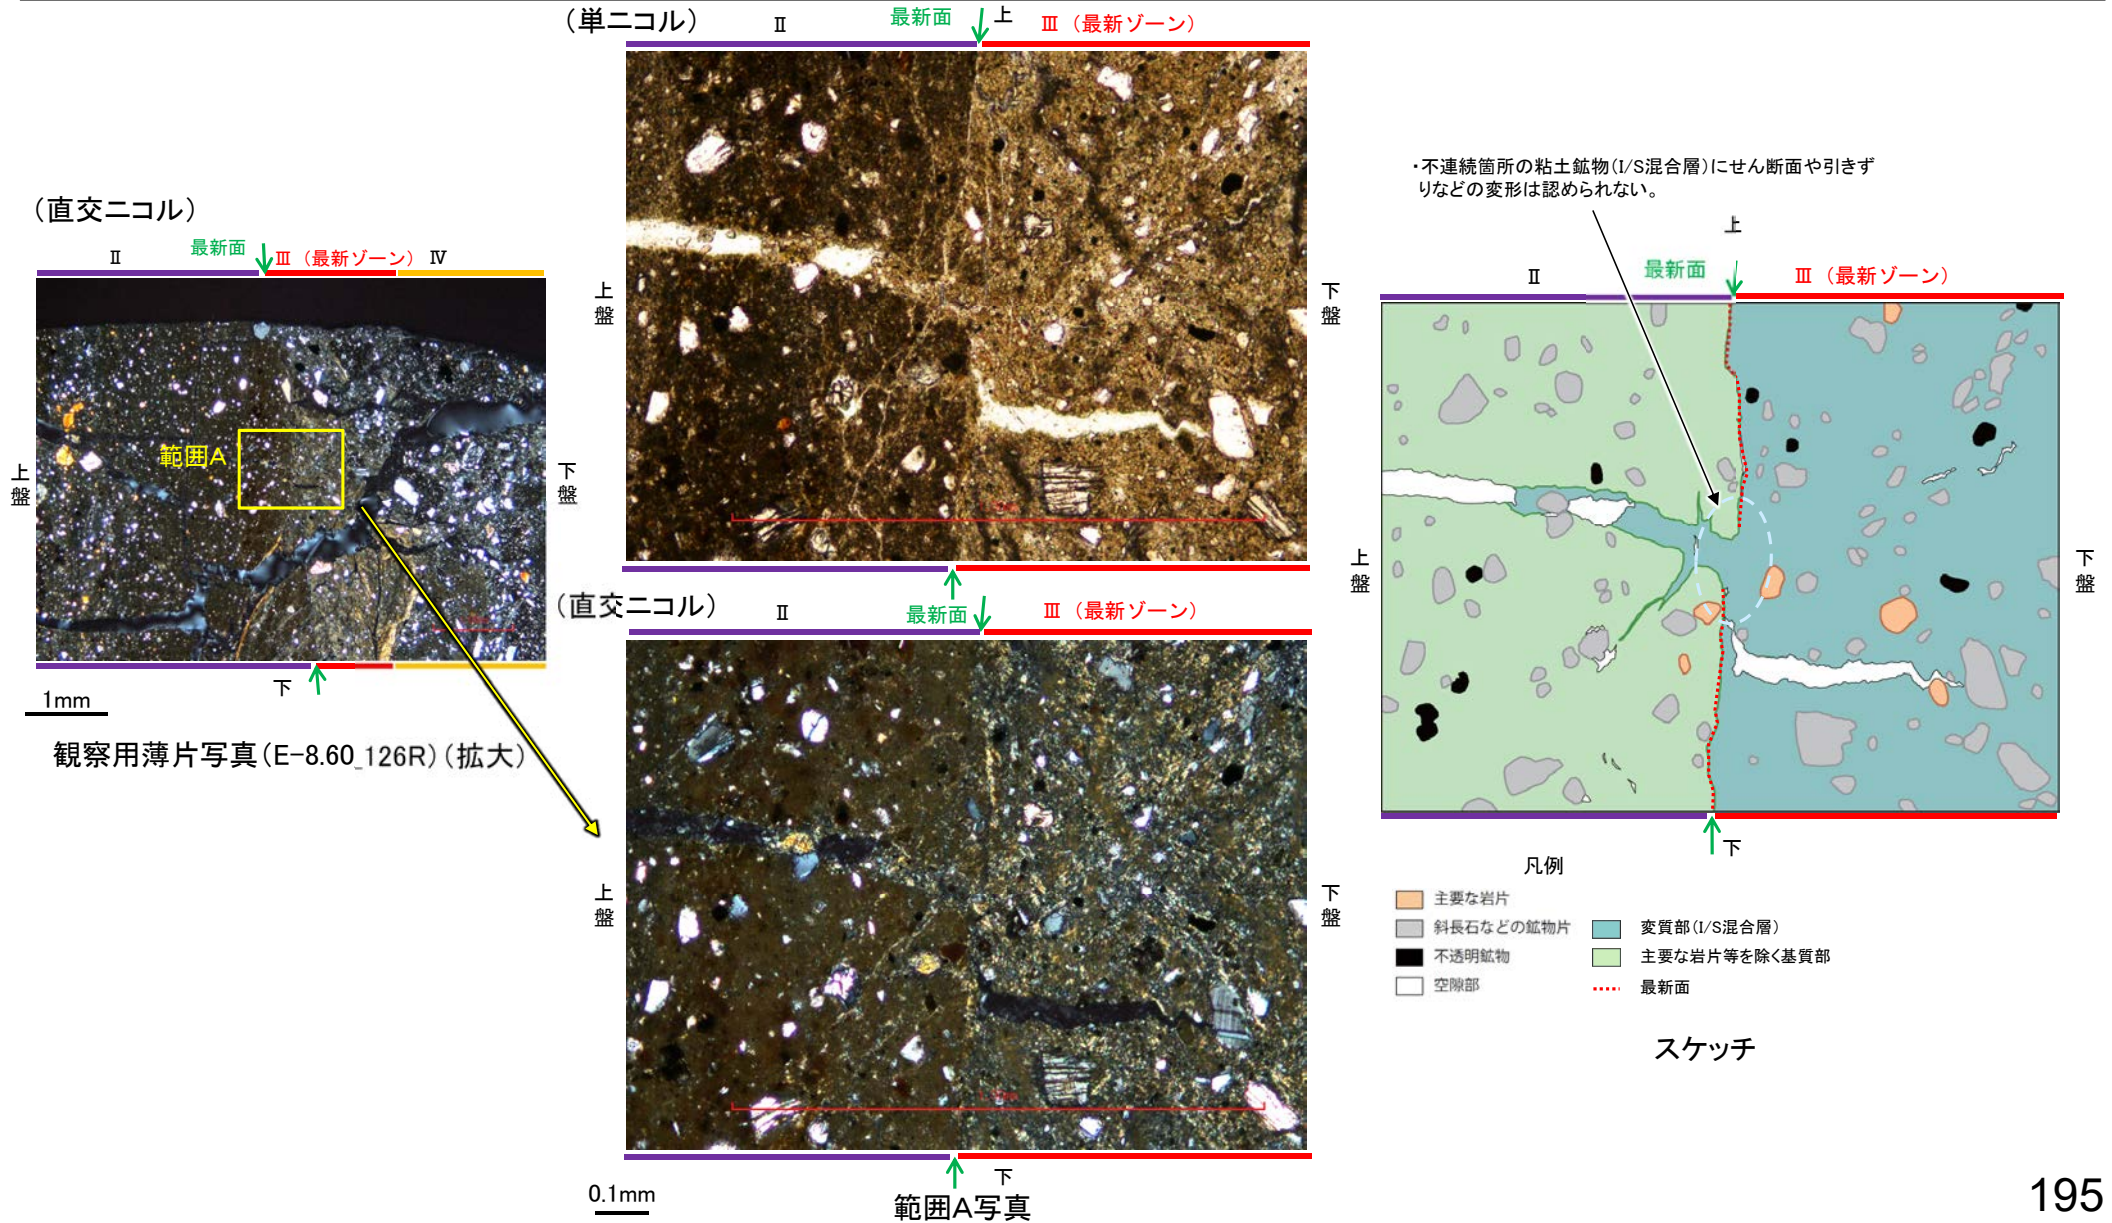 (単ニコル)
Ⅱ
最新面
上
Ⅲ (最新ゾーン)
上盤
下盤
(直交ニコル)
Ⅱ
最新面
Ⅲ (最新ゾーン)
Ⅳ
範囲A
上盤
下盤
下
1mm
観察用薄片写真(E-8.60_126R)(拡大)
(直交ニコル)
Ⅱ
最新面
Ⅲ (最新ゾーン)
上盤
下盤
下
0.1mm
範囲A写真
・不連続箇所の粘土鉱物(I/S混合層)にせん断面や引きず
りなどの変形は認められない。
上
Ⅱ
最新面
Ⅲ (最新ゾーン)
上盤
下盤
下
凡例
主要な岩片
斜長石などの鉱物片
不透明鉱物
空隙部
変質部(I/S混合層)
主要な岩片等を除く基質部
最新面
スケッチ
195